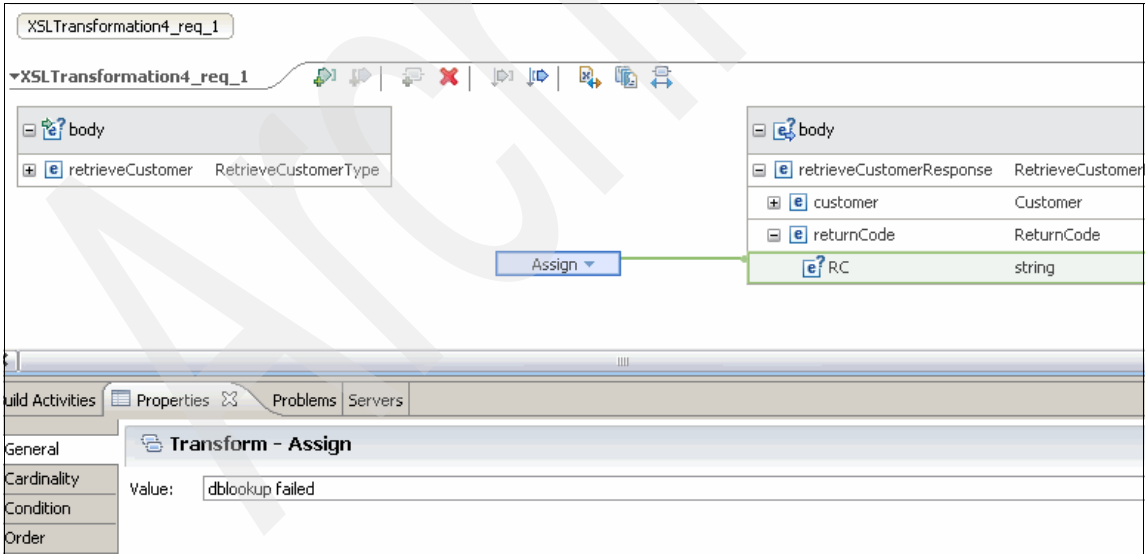 XSLTransformation4_req_1
XSLTransformation4_req_1
body
retrieveCustomer RetrieveCustomerType
body
retrieveCustomerResponse RetrieveCustomer
customer Customer
returnCode ReturnCode
Assign
RC string
uild Activities Properties Problems Servers
General
Transform - Assign
Cardinality
Value: dblookup failed
Condition
Order